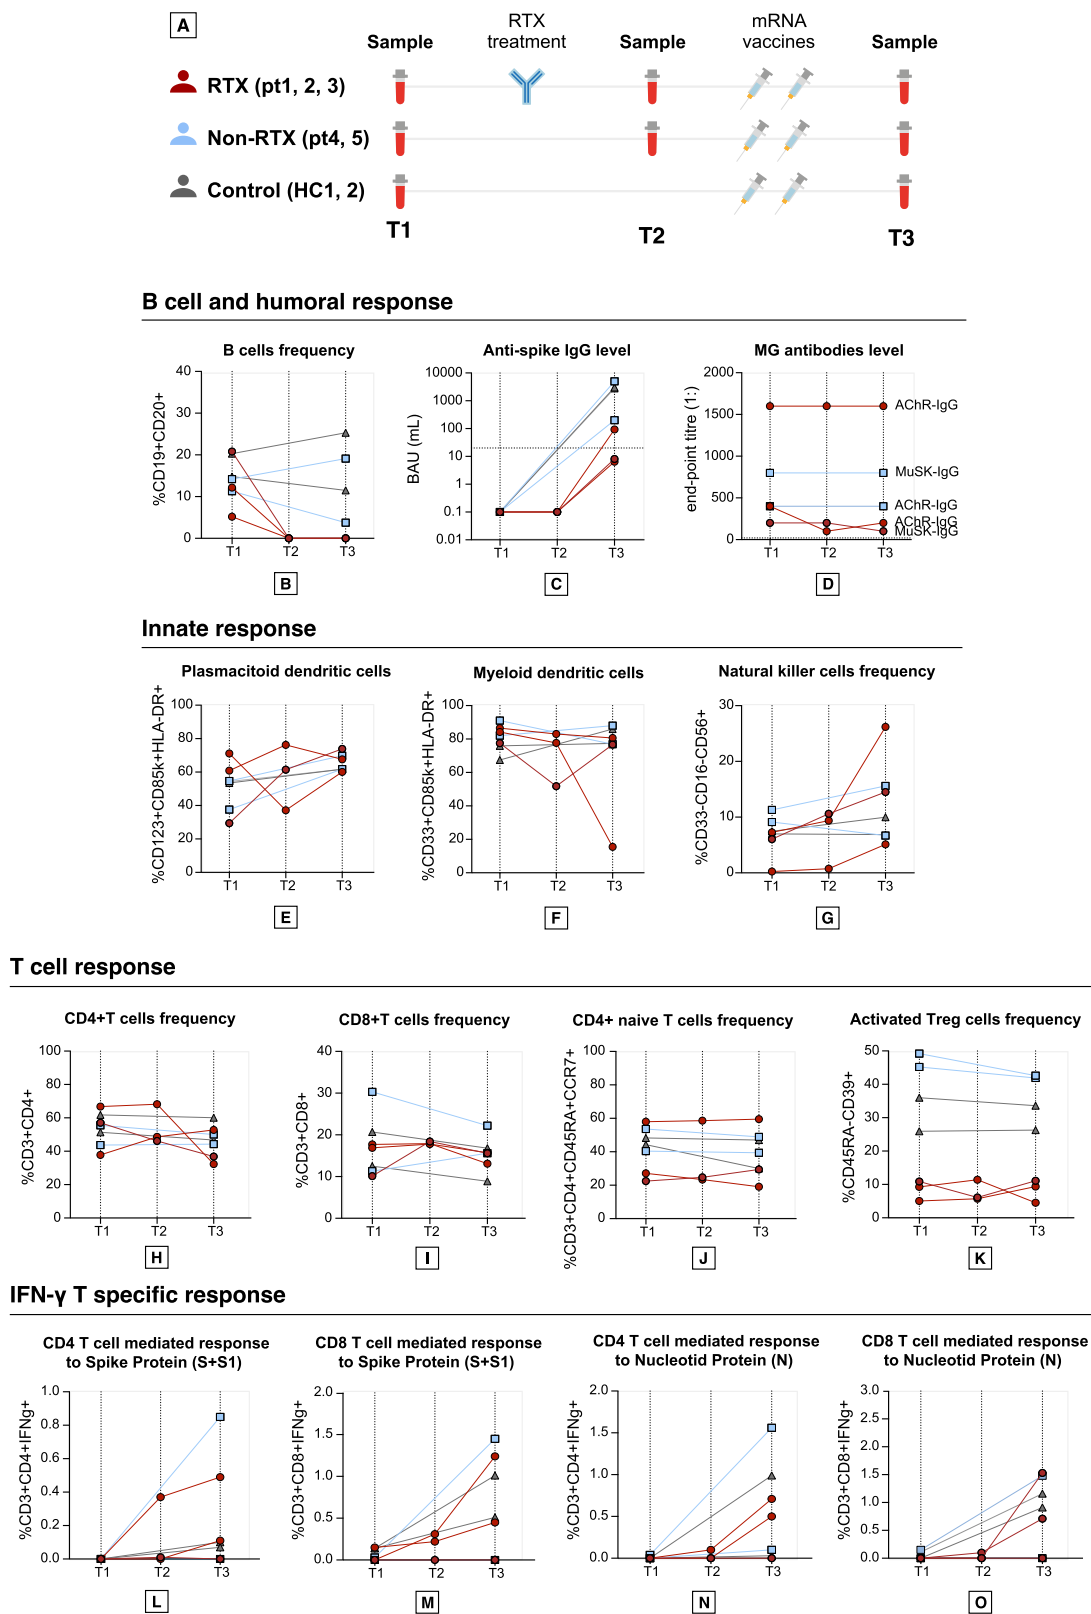 A
RTX
treatment
mRNA
vaccines
Sample
Sample
Sample
RTX (pt1, 2, 3)
Non-RTX (pt4, 5)
Control (HC1, 2)
T1
T2
T3
B cell and humoral response
B cells frequency
%CD19+CD20+
40
30
20
10
0
T1 T2 T3
B
Anti-spike IgG level
BAU (mL)
10000
1000
100
10
1
0.1
0.01
T1 T2 T3
C
MG antibodies level
end-point titre (1:)
2000
1500
1000
500
0
AChR-IgG
MuSK-IgG
AChR-IgG
AChR-IgG
MuSK-IgG
T1 T2 T3
D
Innate response
Plasmacitoid dendritic cells
%CD123+CD85k+HLA-DR+
100
80
60
40
20
0
T1 T2 T3
E
Myeloid dendritic cells
%CD33+CD85k+HLA-DR+
100
80
60
40
20
0
T1 T2 T3
F
Natural killer cells frequency
%CD33-CD16-CD56+
30
20
10
0
T1 T2 T3
G
T cell response
CD4+T cells frequency
%CD3+CD4+
100
80
60
40
20
0
T1 T2 T3
H
CD8+T cells frequency
%CD3+CD8+
40
30
20
10
0
T1 T2 T3
I
CD4+ naive T cells frequency
%CD3+CD4+CD45RA+CCR7+
100
80
60
40
20
0
T1 T2 T3
J
Activated Treg cells frequency
%CD45RA-CD39+
50
40
30
20
10
0
T1 T2 T3
K
IFN-γ T specific response
CD4 T cell mediated response
to Spike Protein (S+S1)
%CD3+CD4+IFNg+
1.0
0.8
0.6
0.4
0.2
0.0
T1 T2 T3
L
CD8 T cell mediated response
to Spike Protein (S+S1)
%CD3+CD8+IFNg+
2.0
1.5
1.0
0.5
0.0
T1 T2 T3
M
CD4 T cell mediated response
to Nucleotid Protein (N)
%CD3+CD4+IFNg+
2.0
1.5
1.0
0.5
0.0
T1 T2 T3
N
CD8 T cell mediated response
to Nucleotid Protein (N)
%CD3+CD8+IFNg+
3.0
2.5
2.0
1.5
1.0
0.5
0.0
T1 T2 T3
O